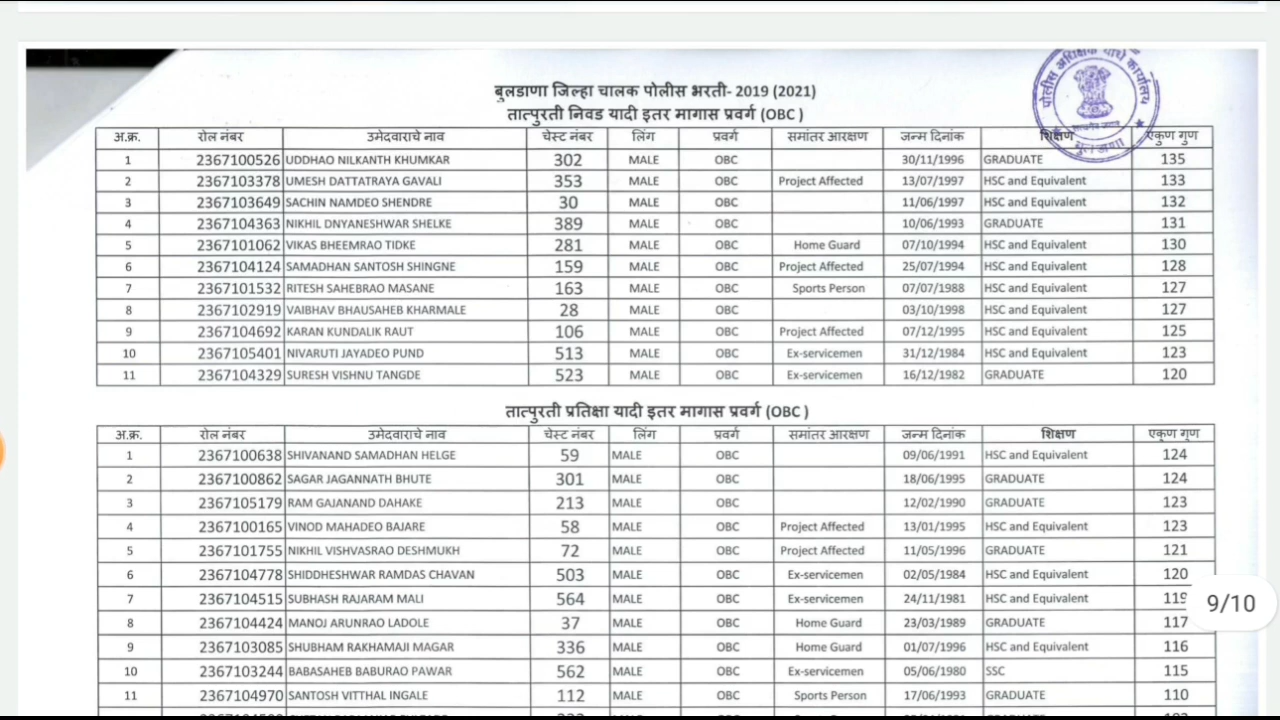 पोलीस अधिक्षक यांचे कार्यालय
बुलडाणा
बुलडाणा जिल्हा चालक पोलीस भरती- 2019 (2021)
तात्पुरती निवड यादी इतर मागास प्रवर्ग (OBC )
अ.क्र. रोल नंबर उमेदवाराचे नाव चेस्ट नंबर लिंग प्रवर्ग समांतर आरक्षण जन्म दिनांक शिक्षण एकुण गुण
1 2367100526 UDDHAO NILKANTH KHUMKAR 302 MALE OBC 30/11/1996 GRADUATE 135
2 2367103378 UMESH DATTATRAYA GAVALI 353 MALE OBC Project Affected 13/07/1997 HSC and Equivalent 133
3 2367103649 SACHIN NAMDEO SHENDRE 30 MALE OBC 11/06/1997 HSC and Equivalent 132
4 2367104363 NIKHIL DNYANESHWAR SHELKE 389 MALE OBC 10/06/1993 GRADUATE 131
5 2367101062 VIKAS BHEEMRAO TIDKE 281 MALE OBC Home Guard 07/10/1994 HSC and Equivalent 130
6 2367104124 SAMADHAN SANTOSH SHINGNE 159 MALE OBC Project Affected 25/07/1994 HSC and Equivalent 128
7 2367101532 RITESH SAHEBRAO MASANE 163 MALE OBC Sports Person 07/07/1988 HSC and Equivalent 127
8 2367102919 VAIBHAV BHAUSAHEB KHARMALE 28 MALE OBC 03/10/1998 HSC and Equivalent 127
9 2367104692 KARAN KUNDALIK RAUT 106 MALE OBC Project Affected 07/12/1995 HSC and Equivalent 125
10 2367105401 NIVARUTI JAYADEO PUND 513 MALE OBC Ex-servicemen 31/12/1984 HSC and Equivalent 123
11 2367104329 SURESH VISHNU TANGDE 523 MALE OBC Ex-servicemen 16/12/1982 GRADUATE 120
तात्पुरती प्रतिक्षा यादी इतर मागास प्रवर्ग (OBC )
अ.क्र. रोल नंबर उमेदवाराचे नाव चेस्ट नंबर लिंग प्रवर्ग समांतर आरक्षण जन्म दिनांक शिक्षण एकुण गुण
1 2367100638 SHIVANAND SAMADHAN HELGE 59 MALE OBC 09/06/1991 HSC and Equivalent 124
2 2367100862 SAGAR JAGANNATH BHUTE 301 MALE OBC 18/06/1995 GRADUATE 124
3 2367105179 RAM GAJANAND DAHAKE 213 MALE OBC 12/02/1990 GRADUATE 123
4 2367100165 VINOD MAHADEO BAJARE 58 MALE OBC Project Affected 13/01/1995 HSC and Equivalent 123
5 2367101755 NIKHIL VISHVASRAO DESHMUKH 72 MALE OBC Project Affected 11/05/1996 GRADUATE 121
6 2367104778 SHIDDHESHWAR RAMDAS CHAVAN 503 MALE OBC Ex-servicemen 02/05/1984 HSC and Equivalent 120
7 2367104515 SUBHASH RAJARAM MALI 564 MALE OBC Ex-servicemen 24/11/1981 HSC and Equivalent 119
9/10
8 2367104424 MANOJ ARUNRAO LADOLE 37 MALE OBC Home Guard 23/03/1989 GRADUATE 117
9 2367103085 SHUBHAM RAKHAMAJI MAGAR 336 MALE OBC Home Guard 01/07/1996 HSC and Equivalent 116
10 2367103244 BABASAHEB BABURAO PAWAR 562 MALE OBC Ex-servicemen 05/06/1980 SSC 115
11 2367104970 SANTOSH VITTHAL INGALE 112 MALE OBC Sports Person 17/06/1993 GRADUATE 110